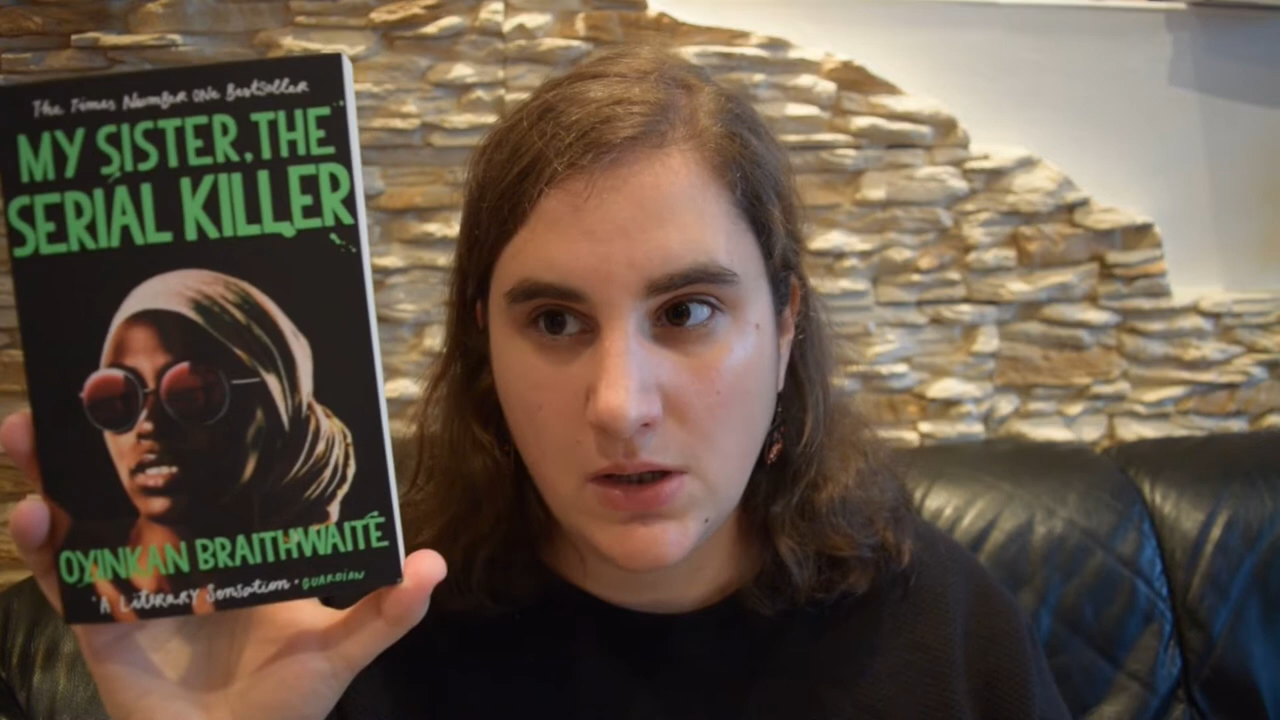 The Times Number One Bestseller
MY SISTER, THE
SERIAL KILLER
OYINKAN BRAITHWAITE
'A Literary Sensation' GUARDIAN